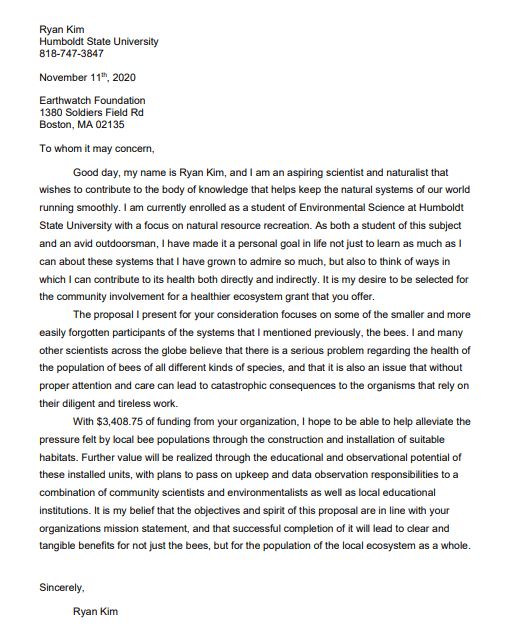 Ryan Kim
Humboldt State University
818-747-3847
November 11th, 2020
Earthwatch Foundation
1380 Soldiers Field Rd
Boston, MA 02135
To whom it may concern,
Good day, my name is Ryan Kim, and I am an aspiring scientist and naturalist that
wishes to contribute to the body of knowledge that helps keep the natural systems of our world
running smoothly. I am currently enrolled as a student of Environmental Science at Humboldt
State University with a focus on natural resource recreation. As both a student of this subject
and an avid outdoorsman, I have made it a personal goal in life not just to learn as much as I
can about these systems that I have grown to admire so much, but also to think of ways in
which I can contribute to its health both directly and indirectly. It is my desire to be selected for
the community involvement for a healthier ecosystem grant that you offer.
The proposal I present for your consideration focuses on some of the smaller and more
easily forgotten participants of the systems that I mentioned previously, the bees. I and many
other scientists across the globe believe that there is a serious problem regarding the health of
the population of bees of all different kinds of species, and that it is also an issue that without
proper attention and care can lead to catastrophic consequences to the organisms that rely on
their diligent and tireless work.
With $3,408.75 of funding from your organization, I hope to be able to help alleviate the
pressure felt by local bee populations through the construction and installation of suitable
habitats. Further value will be realized through the educational and observational potential of
these installed units, with plans to pass on upkeep and data observation responsibilities to a
combination of community scientists and environmentalists as well as local educational
institutions. It is my belief that the objectives and spirit of this proposal are in line with your
organizations mission statement, and that successful completion of it will lead to clear and
tangible benefits for not just the bees, but for the population of the local ecosystem as a whole.
Sincerely,
Ryan Kim